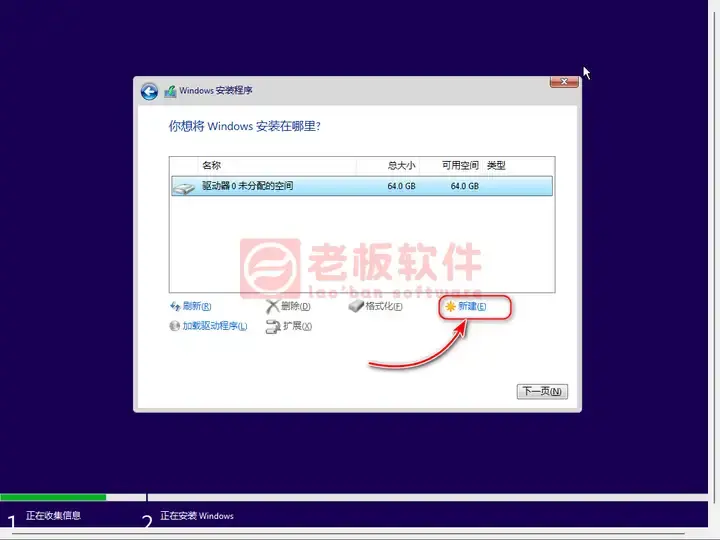 Windows 安装程序
你想将 Windows 安装在哪里?
名称 总大小 可用空间 类型
驱动器 0 未分配的空间 64.0 GB 64.0 GB
老板软件
lao'ban software
刷新(R) 删除(D) 格式化(F) 新建(E)
加载驱动程序(L) 扩展(X)
下一页(N)
1 正在收集信息 2 正在安装 Windows